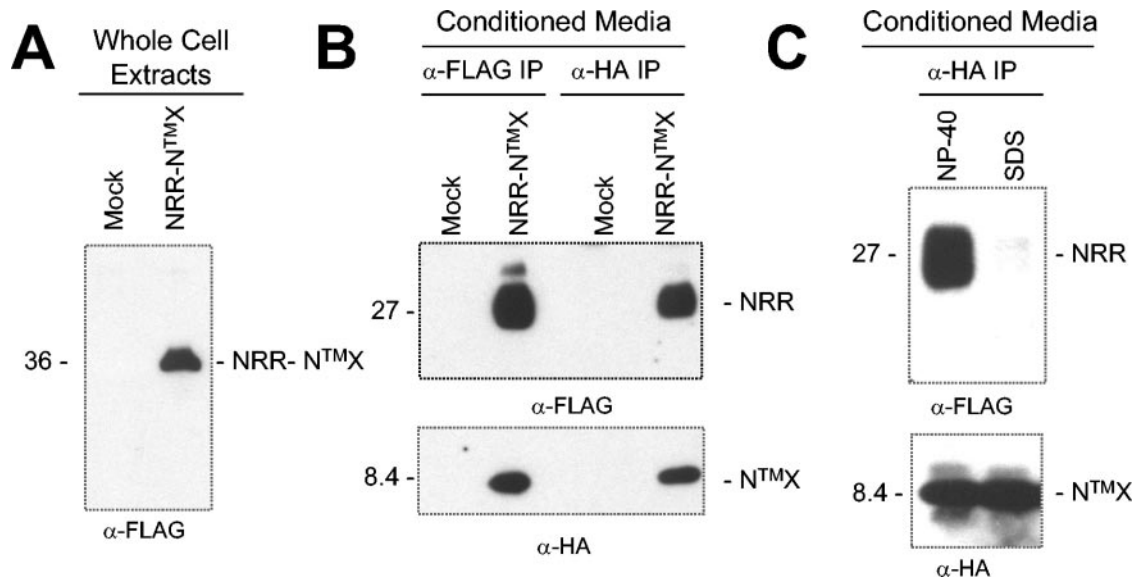 A
Whole Cell
Extracts
Mock
NRR-NTMX
36 -
- NRR- NTMX
α-FLAG
B
Conditioned Media
α-FLAG IP
α-HA IP
Mock
NRR-NTMX
Mock
NRR-NTMX
27 -
- NRR
α-FLAG
8.4 -
- NTMX
α-HA
C
Conditioned Media
α-HA IP
NP-40
SDS
27 -
- NRR
α-FLAG
8.4 -
- NTMX
α-HA